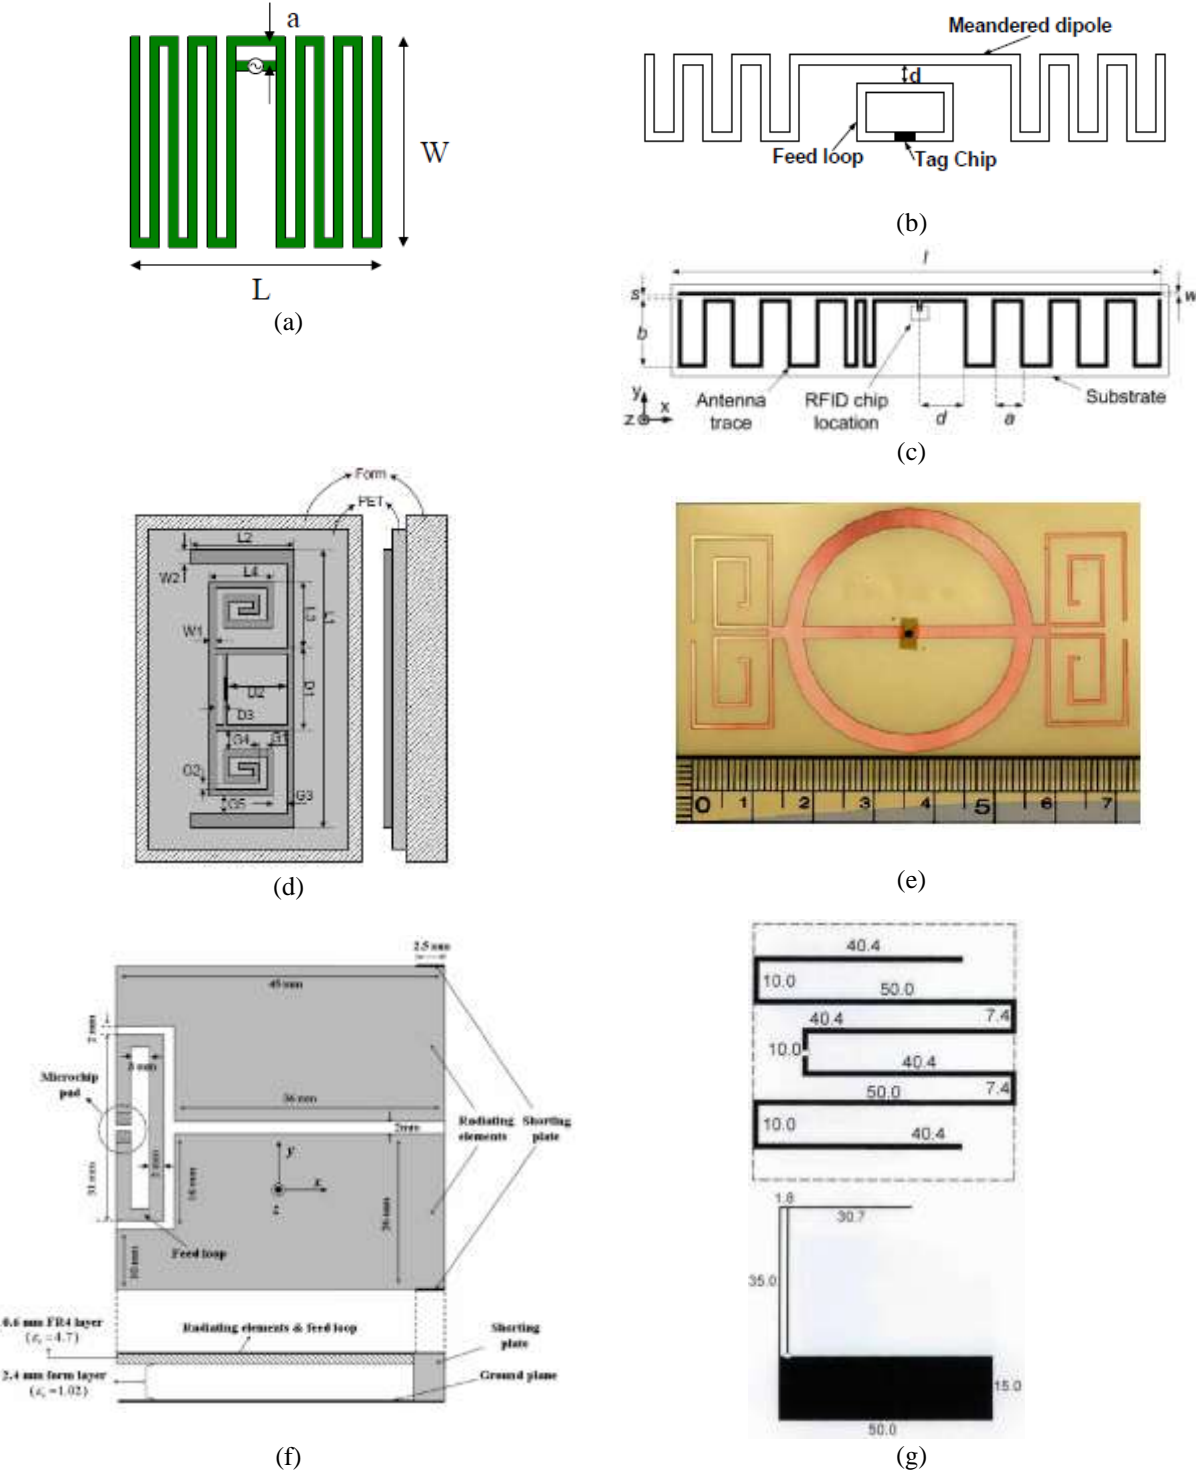 a
W
L
(a)
Meandered dipole
d
Feed loop
Tag Chip
(b)
l
s
w
b
Antenna
trace
RFID chip
location
Substrate
y
x
z
d
a
(c)
Form
PET
L2
W2
L4
L3
L1
W1
D2
D1
D3
G4
G1
G2
G3
G5
(d)
0 1 2 3 4 5 6 7
(e)
2.5 mm
45 mm
2 mm
Microchip
pad
36 mm
Radiating
elements
Shorting
plate
2mm
y
x
z
31 mm
Feed loop
10 mm
0.6 mm FR4 layer
Radiating elements & feed loop
Shorting
plate
2.4 mm form layer
Ground plane
(f)
40.4
10.0
50.0
7.4
40.4
10.0
40.4
7.4
50.0
10.0
40.4
1.8
30.7
35.0
15.0
50.0
(g)